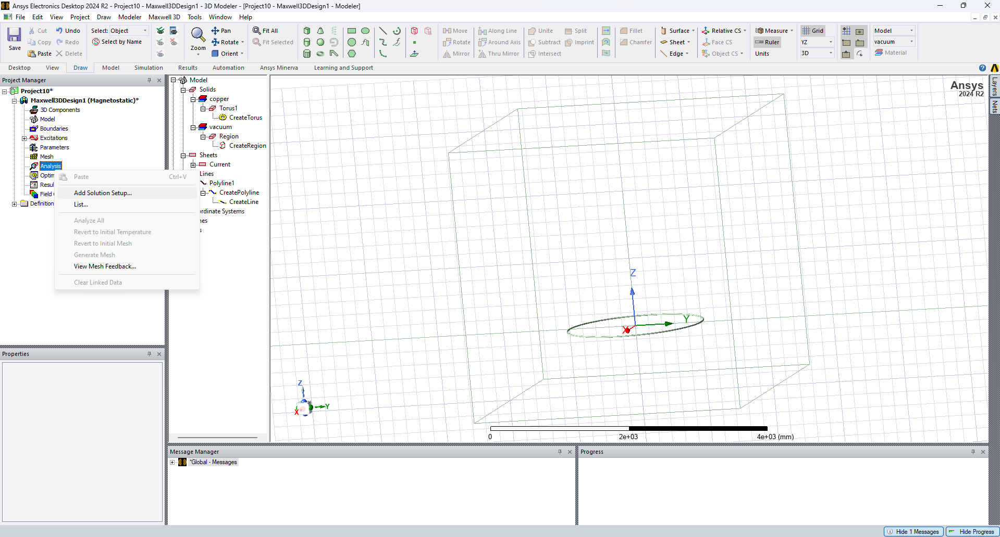 Ansys Electronics Desktop 2024 R2 - Project10 - Maxwell3DDesign1 - 3D Modeler - [Project10 - Maxwell3DDesign1 - Modeler]
File Edit View Project Draw Modeler Maxwell 3D Tools Window Help
Save
Cut Undo
Copy Redo
Paste Delete
Select: Object
Select by Name
Zoom
Pan
Rotate
Orient
Fit All
Fit Selected
Move Along Line Unite Split
Rotate Around Axis Subtract Imprint
Mirror Thru Mirror Intersect
Fillet
Chamfer
Surface Relative CS
Sheet Face CS
Edge Object CS
Measure
Ruler
Units
Grid
YZ
3D
Model
vacuum
Material
Desktop View Draw Model Simulation Results Automation Ansys Minerva Learning and Support
Project Manager
Project10*
Maxwell3DDesign1 (Magnetostatic)*
3D Components
Model
Boundaries
Excitations
Parameters
Mesh
Analysis
Optim
Resul
Field
Definition
Paste Ctrl+V
Add Solution Setup...
List...
Analyze All
Revert to Initial Temperature
Revert to Initial Mesh
Generate Mesh
View Mesh Feedback...
Clear Linked Data
Model
Solids
copper
Torus1
CreateTorus
vacuum
Region
CreateRegion
Sheets
Current
Lines
Polyline1
CreatePolyline
CreateLine
rdinate Systems
nes
s
Ansys
2024 R2
Layers
Nets
Z
Y
X
Z
Y
X
0 2e+03 4e+03 (mm)
Properties
Message Manager
*Global - Messages
Progress
Hide 1 Messages Hide Progress